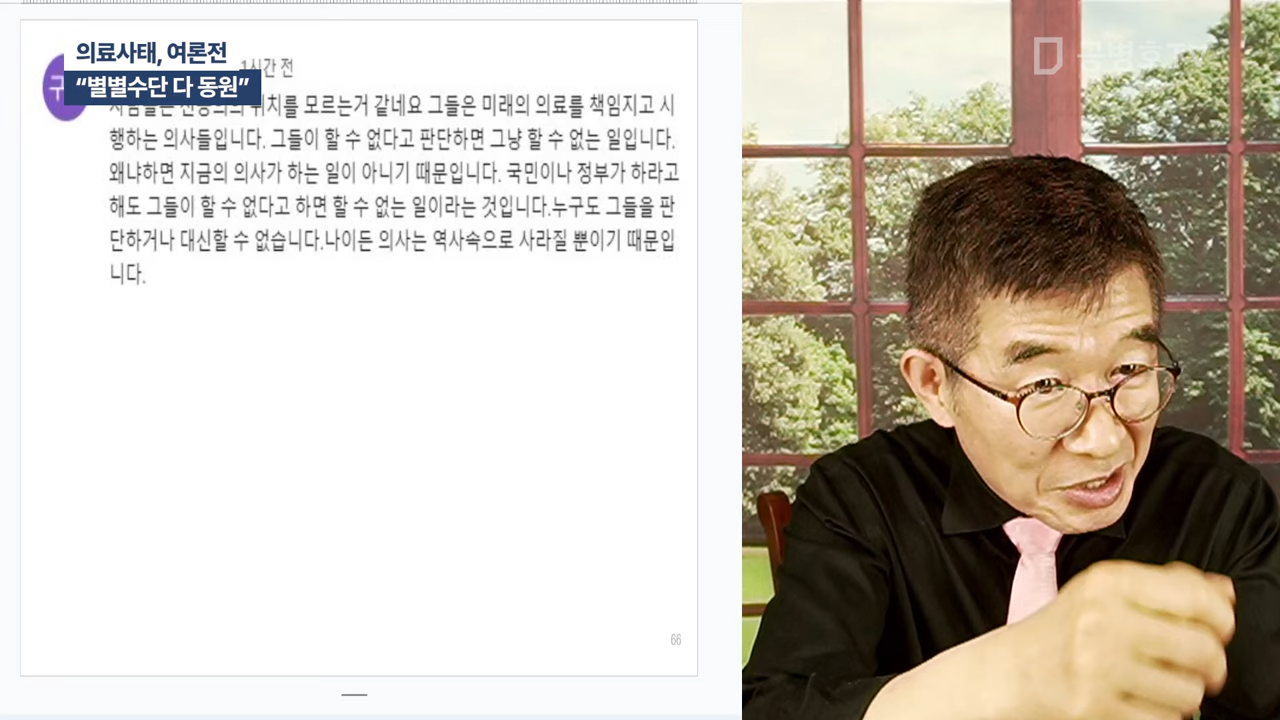 의료사태, 여론전
“별별수단 다 동원”
1시간 전
위치를 모르는거 같네요 그들은 미래의 의료를 책임지고 시
행하는 의사들입니다. 그들이 할 수 없다고 판단하면 그냥 할 수 없는 일입니다.
왜냐하면 지금의 의사가 하는 일이 아니기 때문입니다. 국민이나 정부가 하라고
해도 그들이 할 수 없다고 하면 할 수 없는 일이라는 것입니다.누구도 그들을 판
단하거나 대신할 수 없습니다.나이든 의사는 역사속으로 사라질 뿐이기 때문입
니다.
66